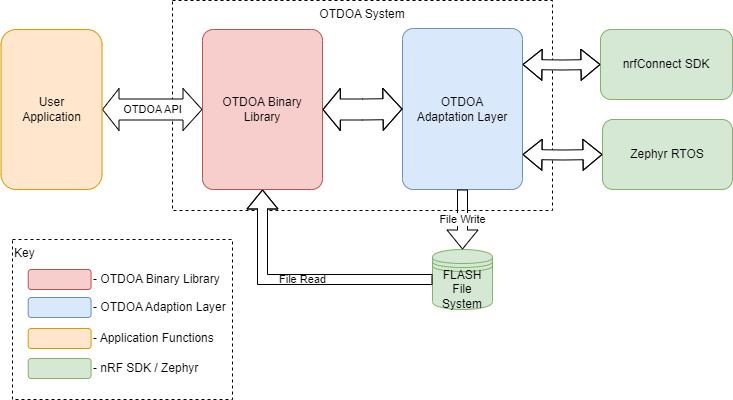 OTDOA System
User
Application
OTDOA API
OTDOA Binary
Library
OTDOA
Adaptation Layer
nrfConnect SDK
Zephyr RTOS
File Write
FLASH
File
System
File Read
Key
- OTDOA Binary Library
- OTDOA Adaption Layer
- Application Functions
- nRF SDK / Zephyr